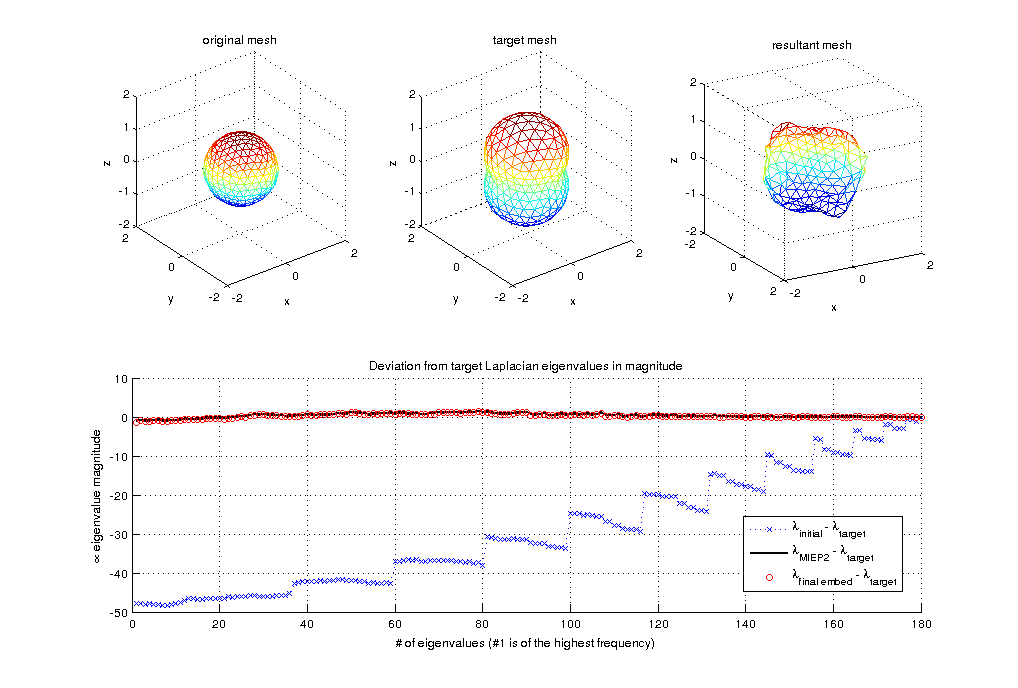 original mesh
target mesh
resultant mesh
2
1
0
-1
-2
z
2
0
-2
y
-2
0
2
x
2
1
0
-1
-2
z
2
0
-2
y
-2
0
2
x
2
1
0
-1
-2
z
-2
0
2
y
-2
0
2
x
Deviation from target Laplacian eigenvalues in magnitude
10
0
-10
-20
-30
-40
-50
∝ eigenvalue magnitude
λinitial - λtarget
λMIEP2 - λtarget
λfinal embed - λtarget
0 20 40 60 80 100 120 140 160 180
# of eigenvalues (#1 is of the highest frequency)